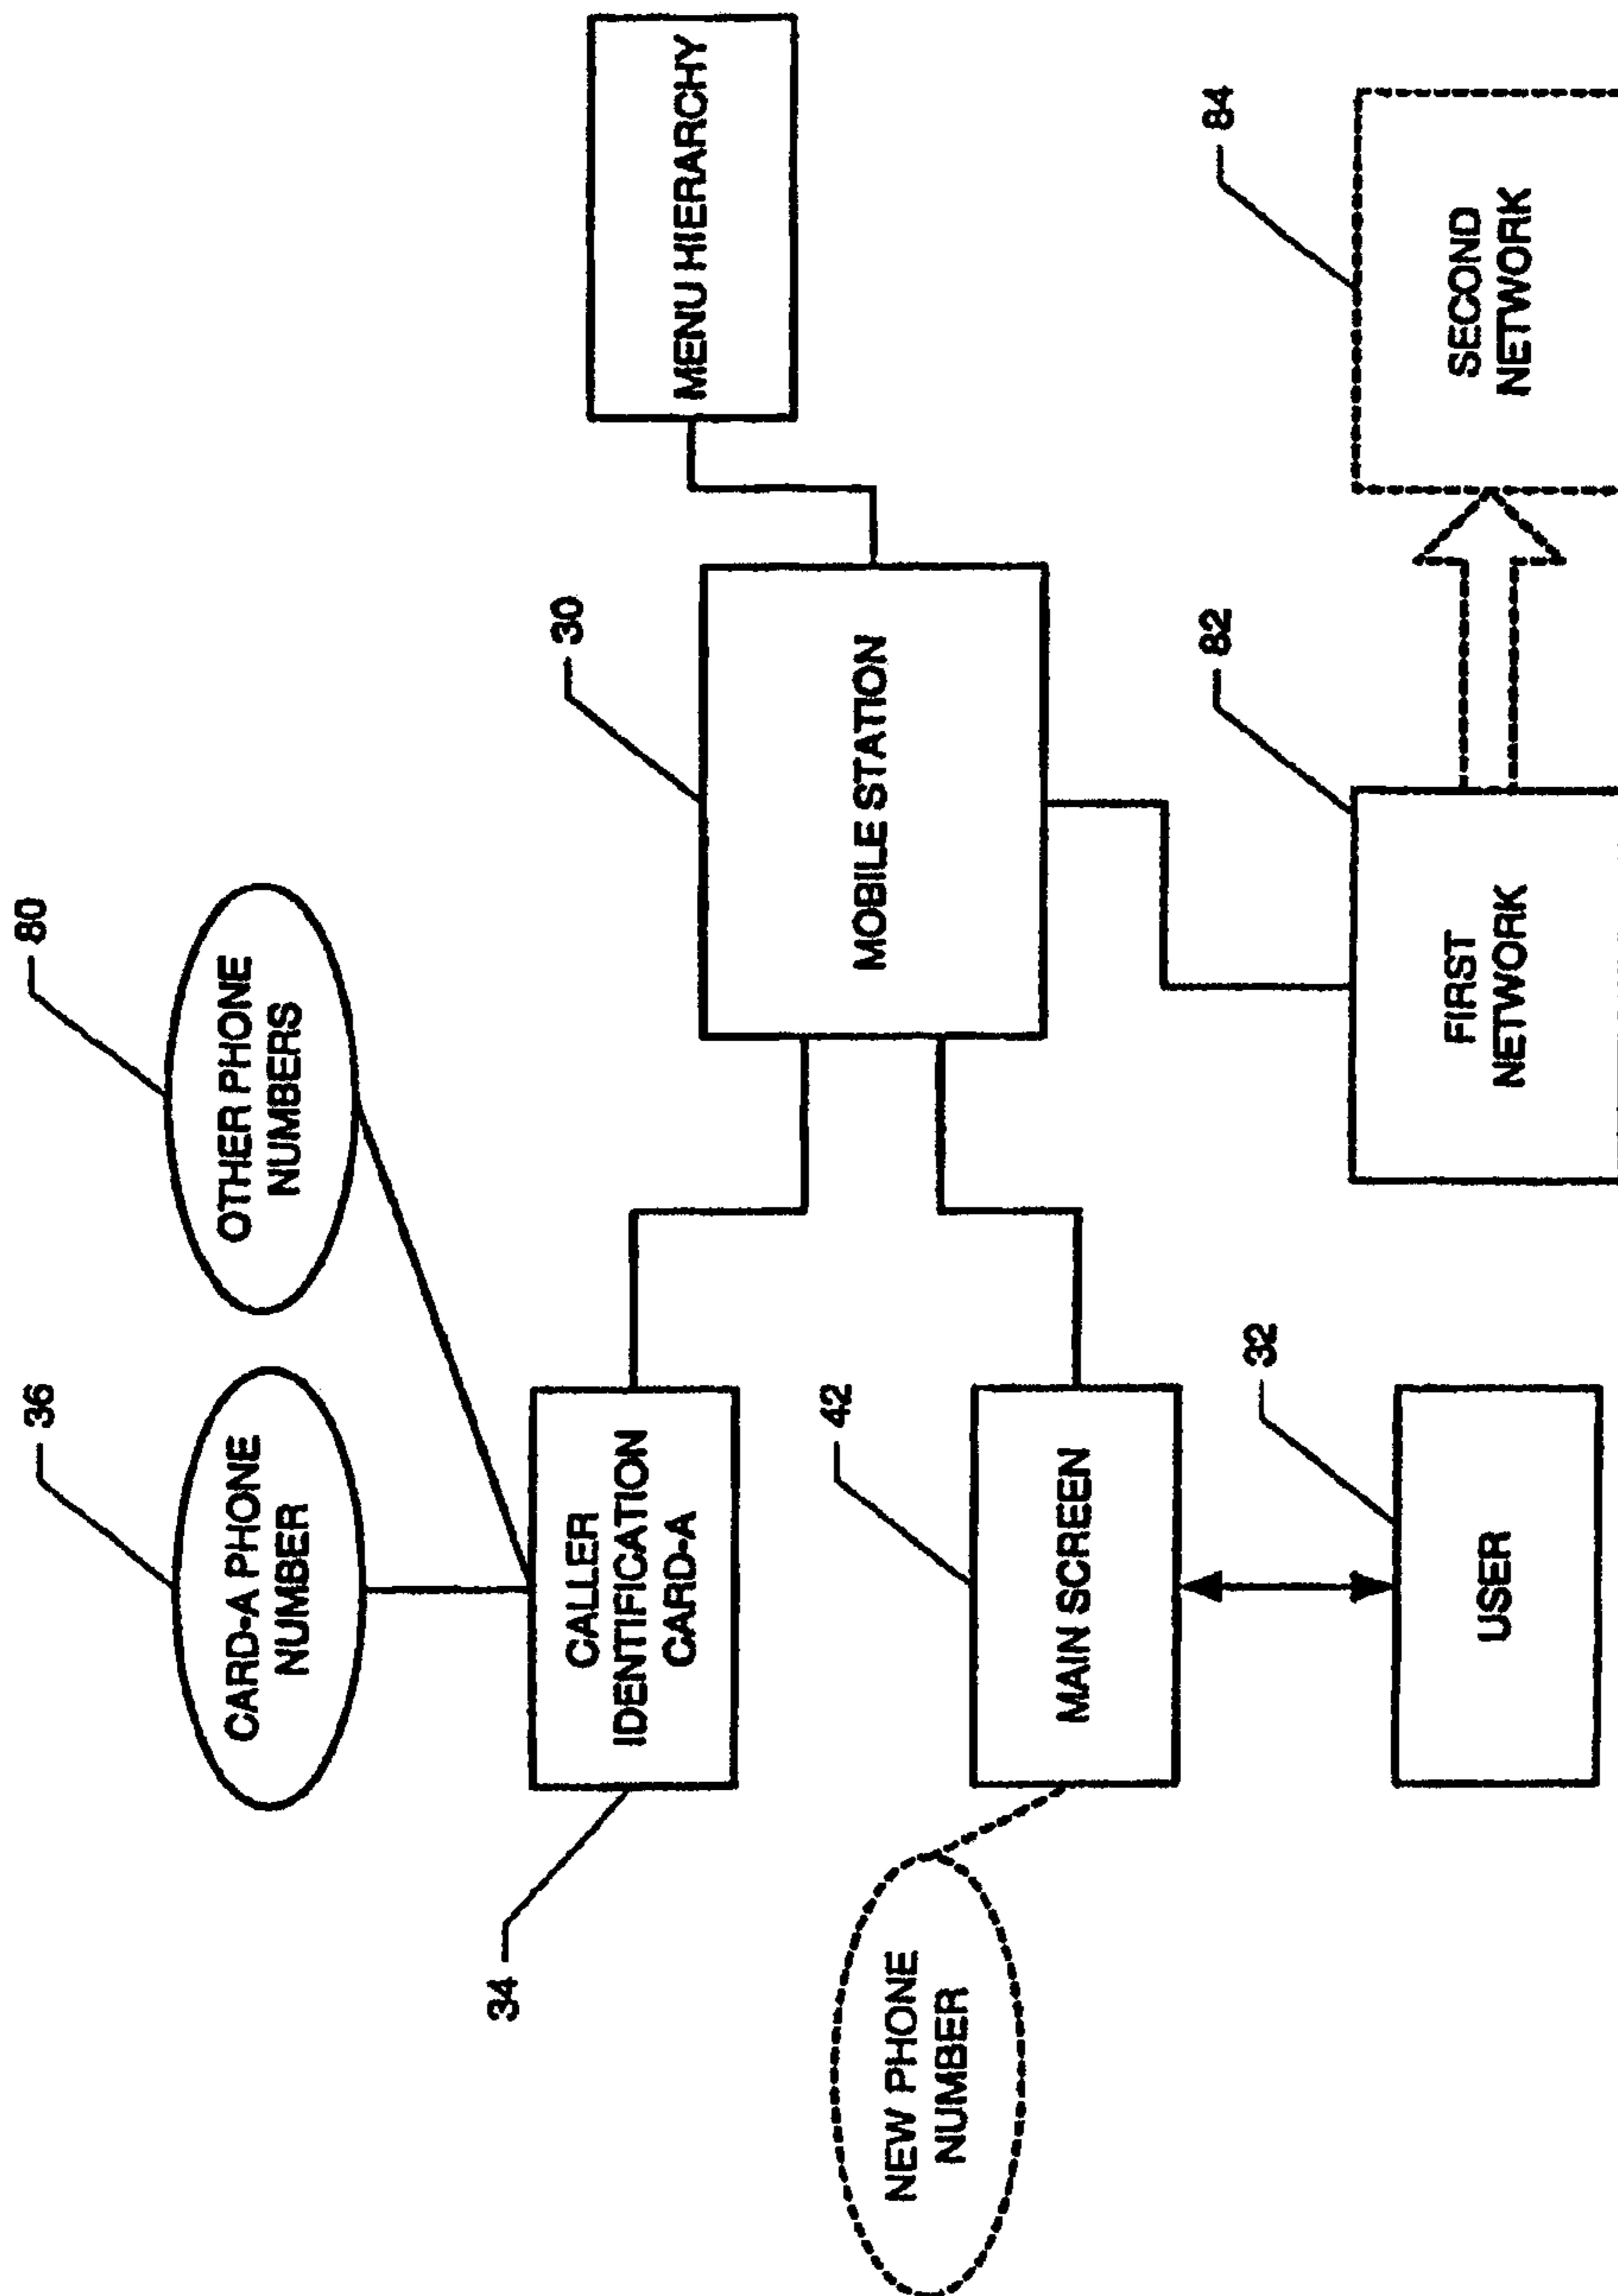 36
CARD-A PHONE
NUMBER
80
OTHER PHONE
NUMBERS
34
CALLER
IDENTIFICATION
CARD-A
30
MOBILE STATION
MENU HIERARCHY
NEW PHONE
NUMBER
42
MAIN SCREEN
32
USER
82
FIRST
NETWORK
84
SECOND
NETWORK